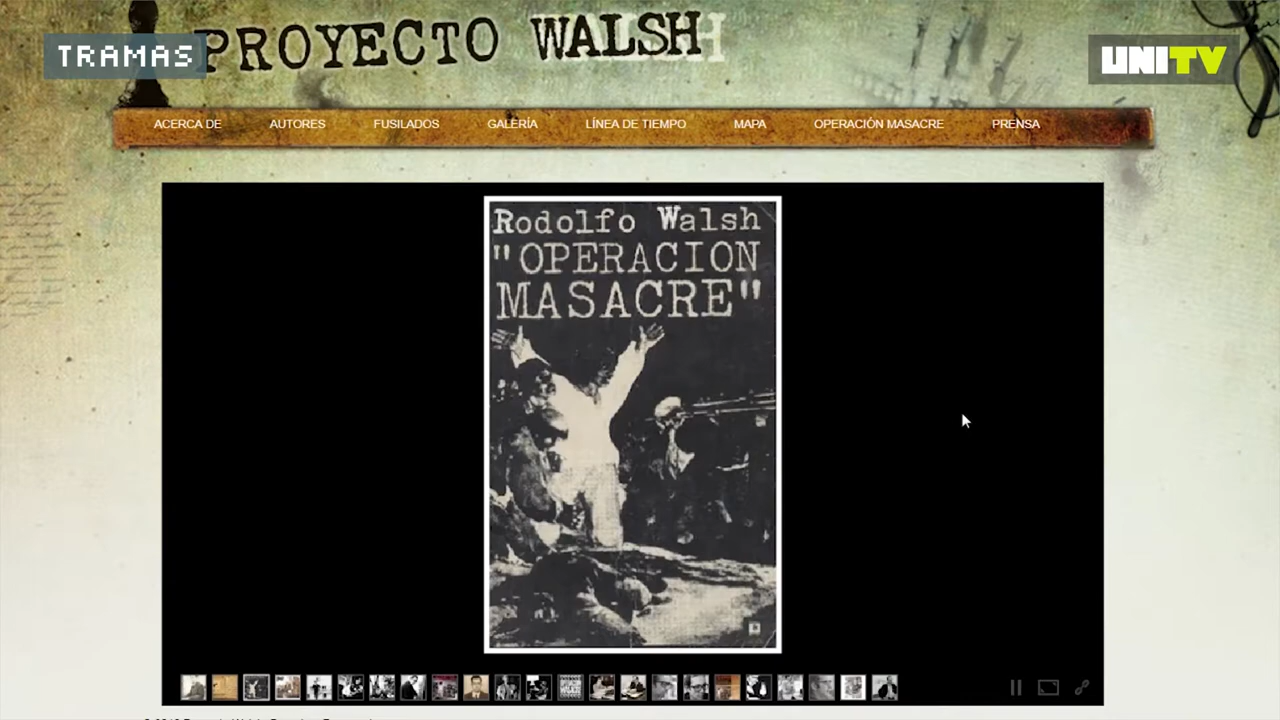 PROYECTO WALSH
TRAMAS
UNITV
ACERCA DE
AUTORES
FUSILADOS
GALERÍA
LÍNEA DE TIEMPO
MAPA
OPERACIÓN MASACRE
PRENSA
Rodolfo Walsh
"OPERACION
MASACRE"